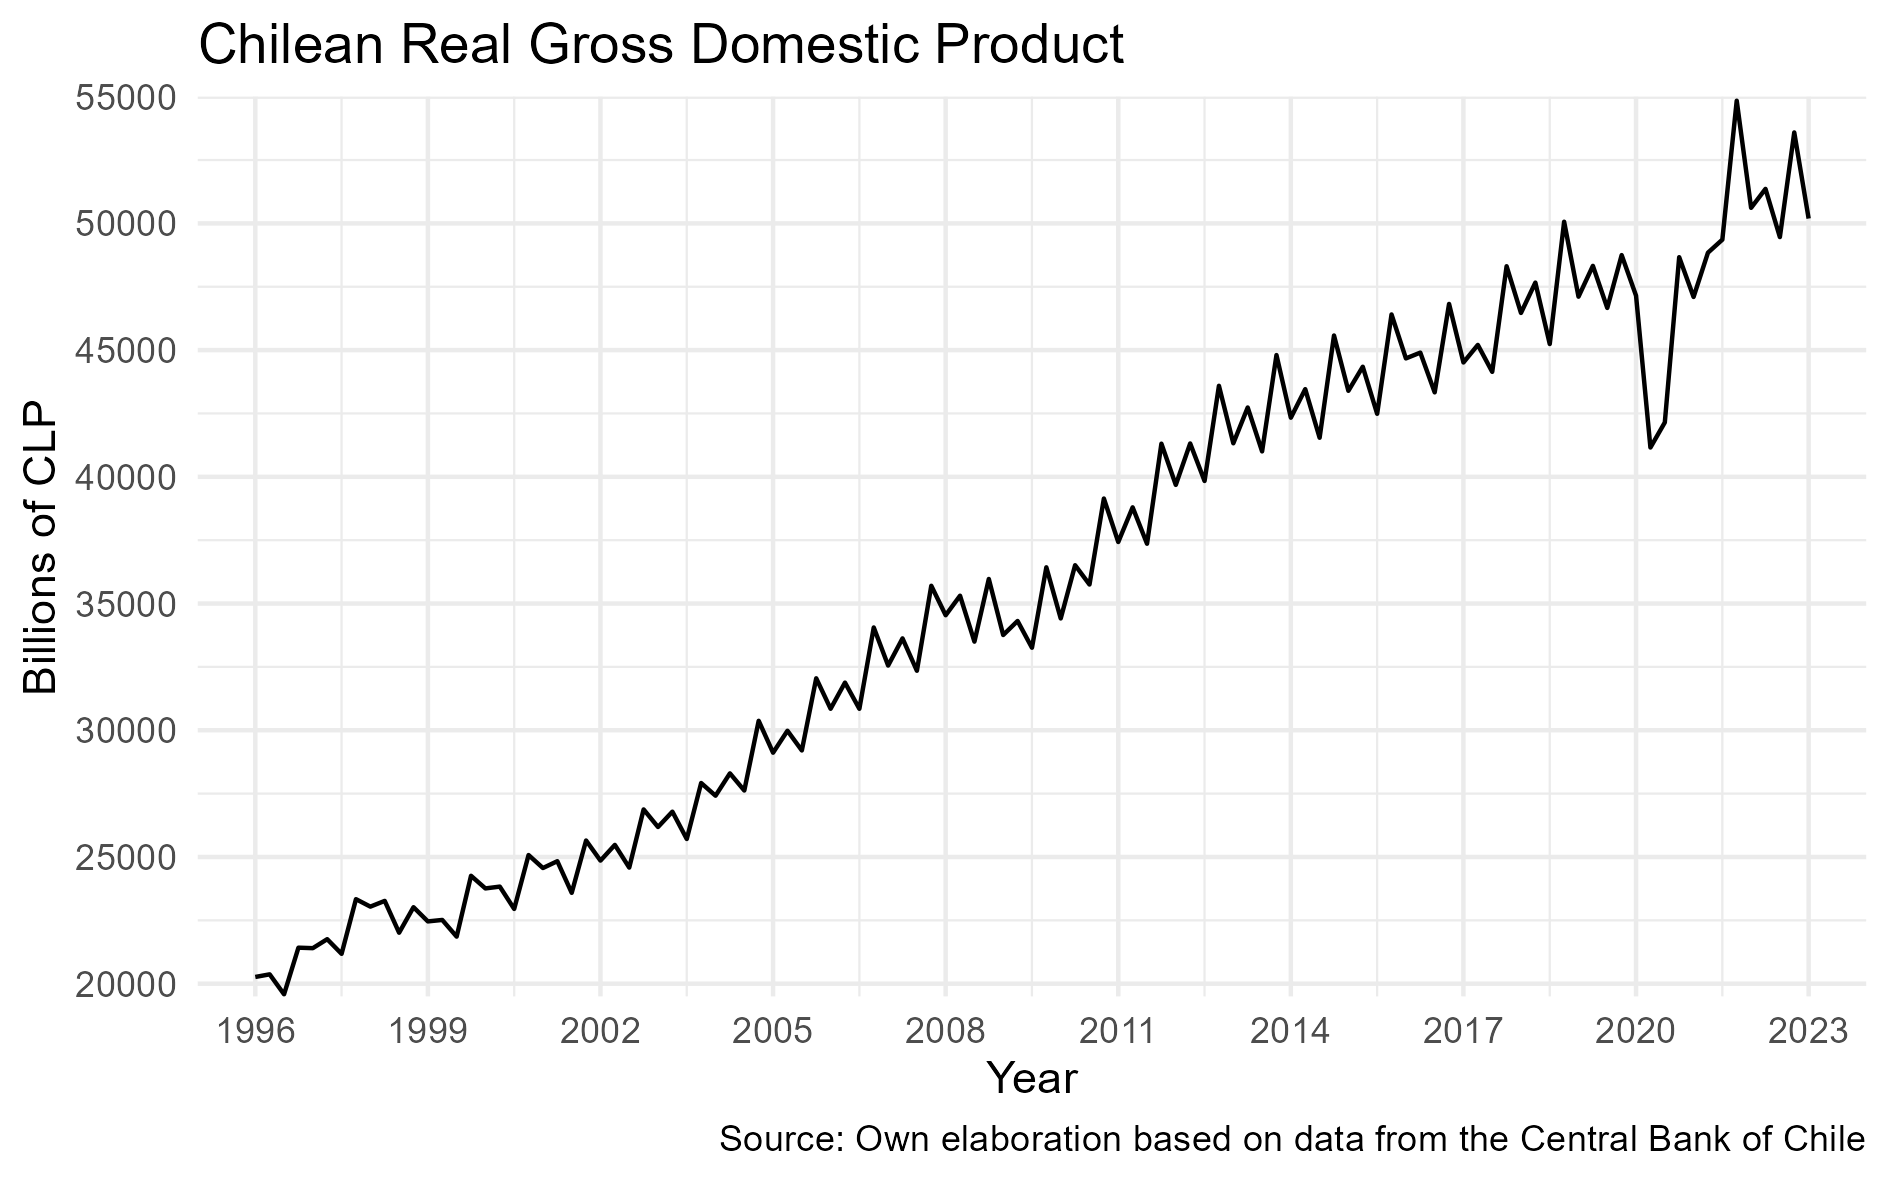 Chilean Real Gross Domestic Product
55000
50000
45000
40000
35000
30000
25000
20000
Billions of CLP
1996 1999 2002 2005 2008 2011 2014 2017 2020 2023
Year
Source: Own elaboration based on data from the Central Bank of Chile